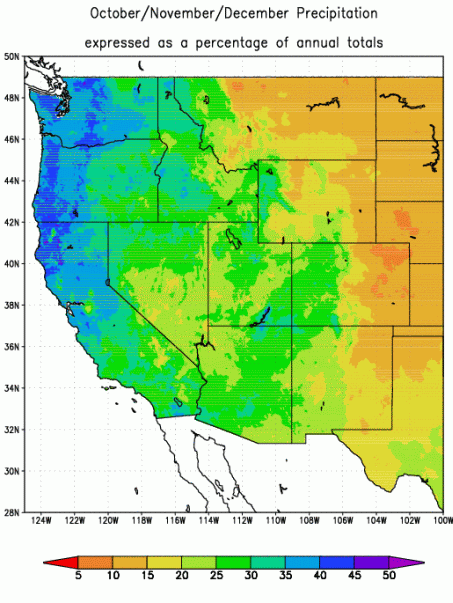 October/November/December Precipitation
expressed as a percentage of annual totals
50N
48N
46N
44N
42N
40N
38N
36N
34N
32N
30N
28N
124W 122W 120W 118W 116W 114W 112W 110W 108W 106W 104W 102W 100W
5 10 15 20 25 30 35 40 45 50